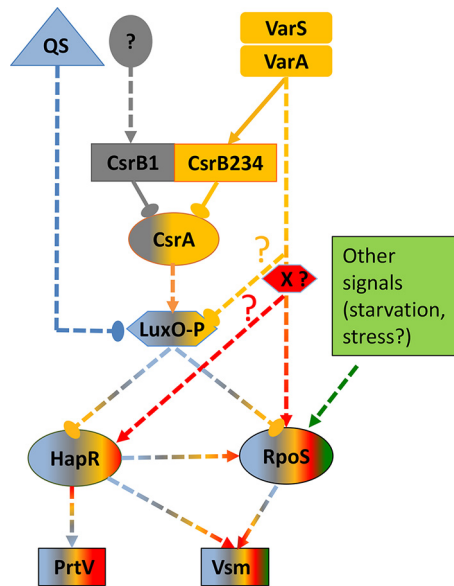 QS
?
VarS
VarA
CsrB1
CsrB234
CsrA
?
X ?
Other
signals
(starvation,
stress?)
?
LuxO-P
HapR
RpoS
PrtV
Vsm